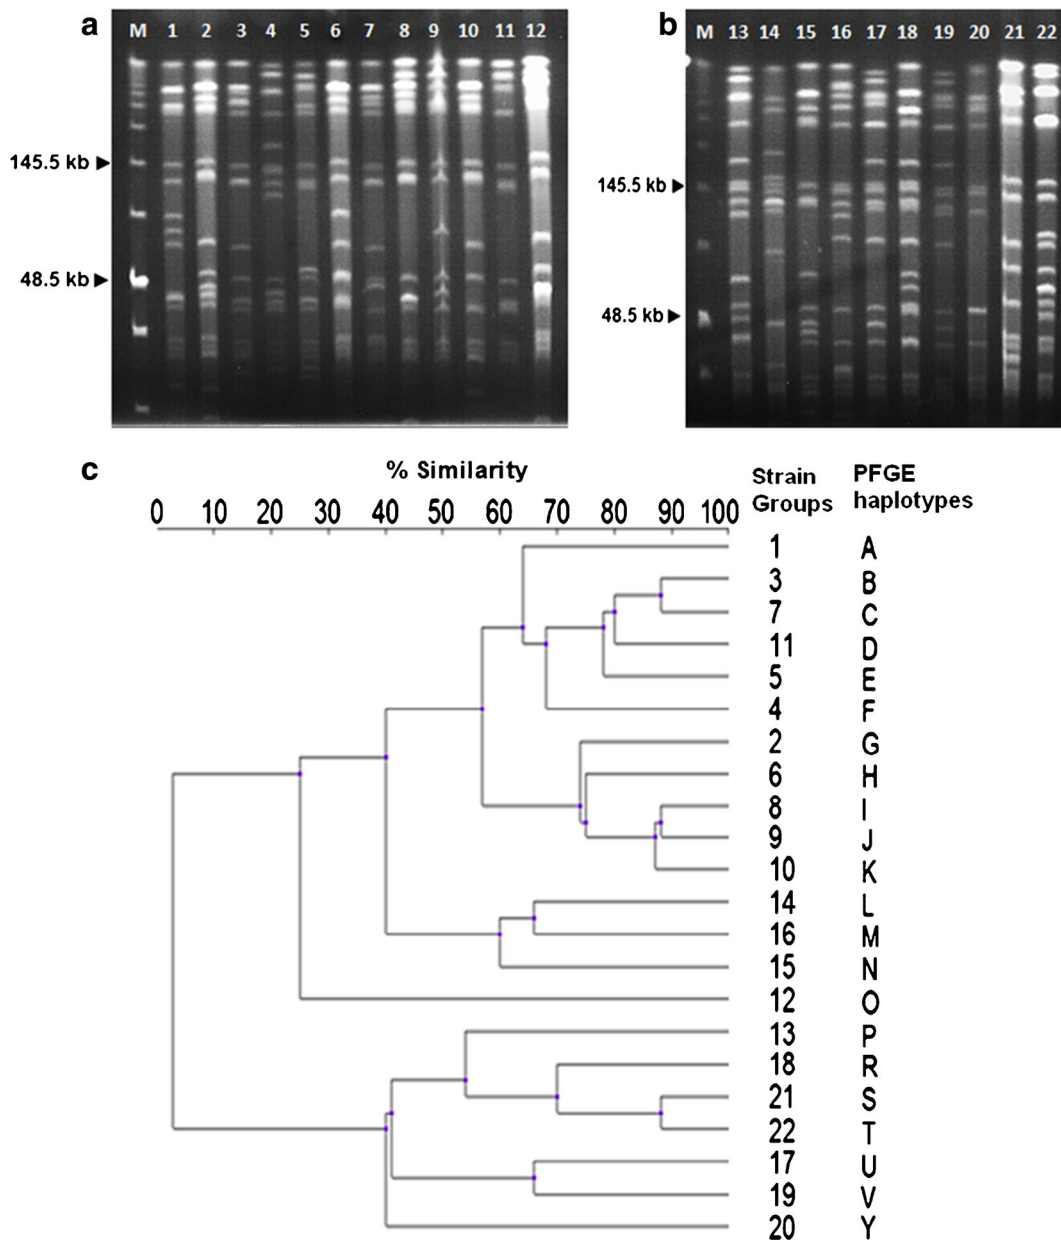 a
M 1 2 3 4 5 6 7 8 9 10 11 12
145.5 kb
48.5 kb
b
M 13 14 15 16 17 18 19 20 21 22
145.5 kb
48.5 kb
c
% Similarity
0 10 20 30 40 50 60 70 80 90 100
Strain Groups
PFGE haplotypes
1 A
3 B
7 C
11 D
5 E
4 F
2 G
6 H
8 I
9 J
10 K
14 L
16 M
15 N
12 O
13 P
18 R
21 S
22 T
17 U
19 V
20 Y